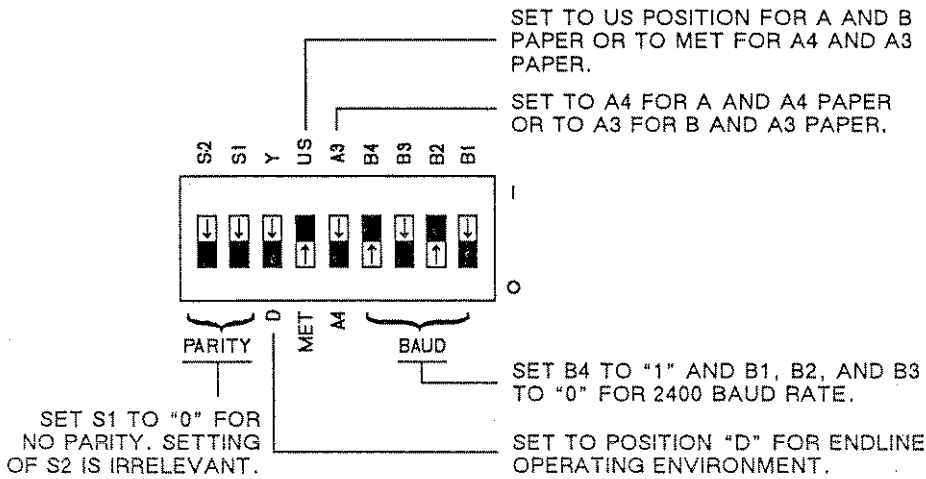 SET TO US POSITION FOR A AND B
PAPER OR TO MET FOR A4 AND A3
PAPER.
SET TO A4 FOR A AND A4 PAPER
OR TO A3 FOR B AND A3 PAPER.
S2 S1 Y US A3 B4 B3 B2 B1
I
O
D MET A4
PARITY BAUD
SET B4 TO "1" AND B1, B2, AND B3
TO "0" FOR 2400 BAUD RATE.
SET S1 TO "0" FOR
NO PARITY. SETTING
OF S2 IS IRRELEVANT.
SET TO POSITION "D" FOR ENDLINE
OPERATING ENVIRONMENT.